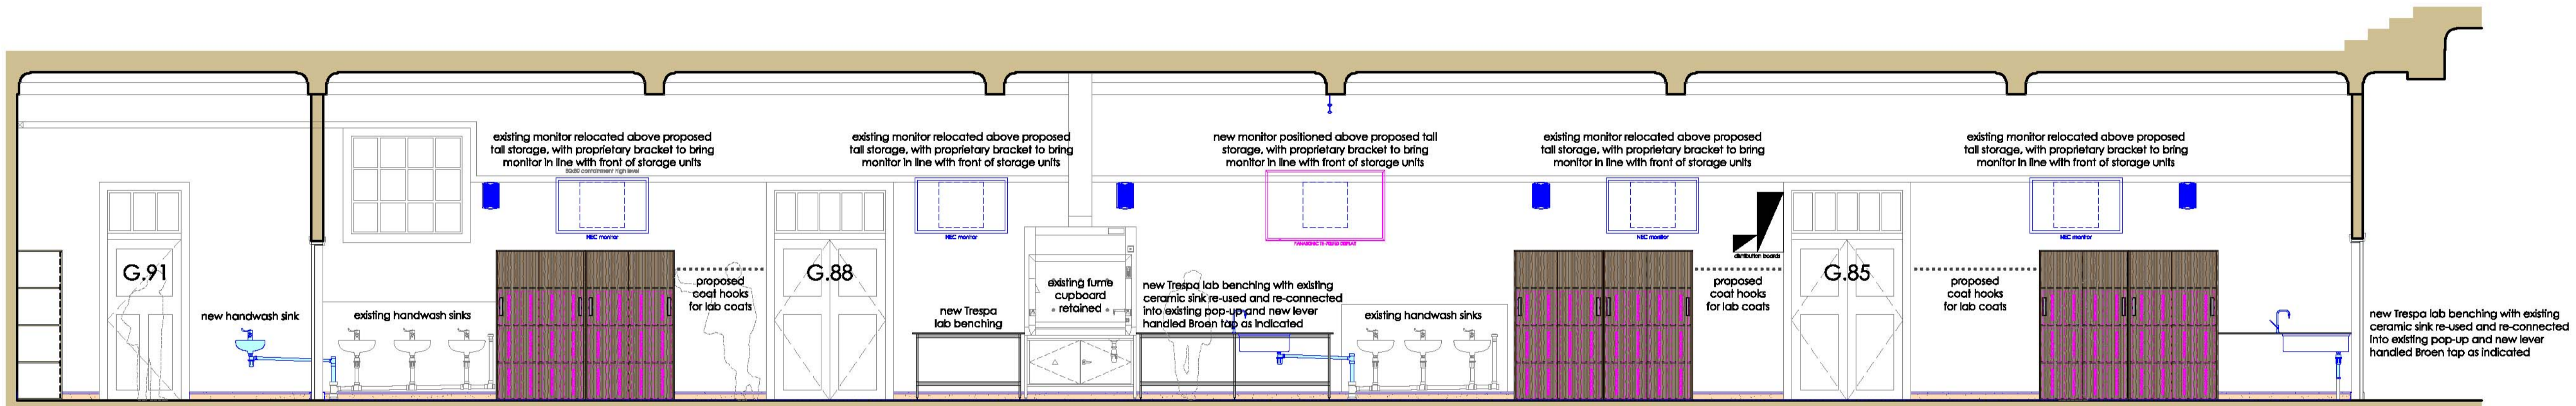 existing monitor relocated above proposed
tall storage, with proprietary bracket to bring
monitor in line with front of storage units
50x50 containment high level
NEC monitor
existing monitor relocated above proposed
tall storage, with proprietary bracket to bring
monitor in line with front of storage units
NEC monitor
new monitor positioned above proposed tall
storage, with proprietary bracket to bring
monitor in line with front of storage units
existing monitor relocated above proposed
tall storage, with proprietary bracket to bring
monitor in line with front of storage units
NEC monitor
existing monitor relocated above proposed
tall storage, with proprietary bracket to bring
monitor in line with front of storage units
NEC monitor
distribution boards
G.91
new handwash sink
existing handwash sinks
proposed
coat hooks
for lab coats
G.88
new Trespa
lab benching
existing fume
cupboard
retained
new Trespa lab benching with existing
ceramic sink re-used and re-connected
into existing pop-up and new lever
handled Broen tap as indicated
existing handwash sinks
proposed
coat hooks
for lab coats
G.85
proposed
coat hooks
for lab coats
new Trespa lab benching with existing
ceramic sink re-used and re-connected
into existing pop-up and new lever
handled Broen tap as indicated